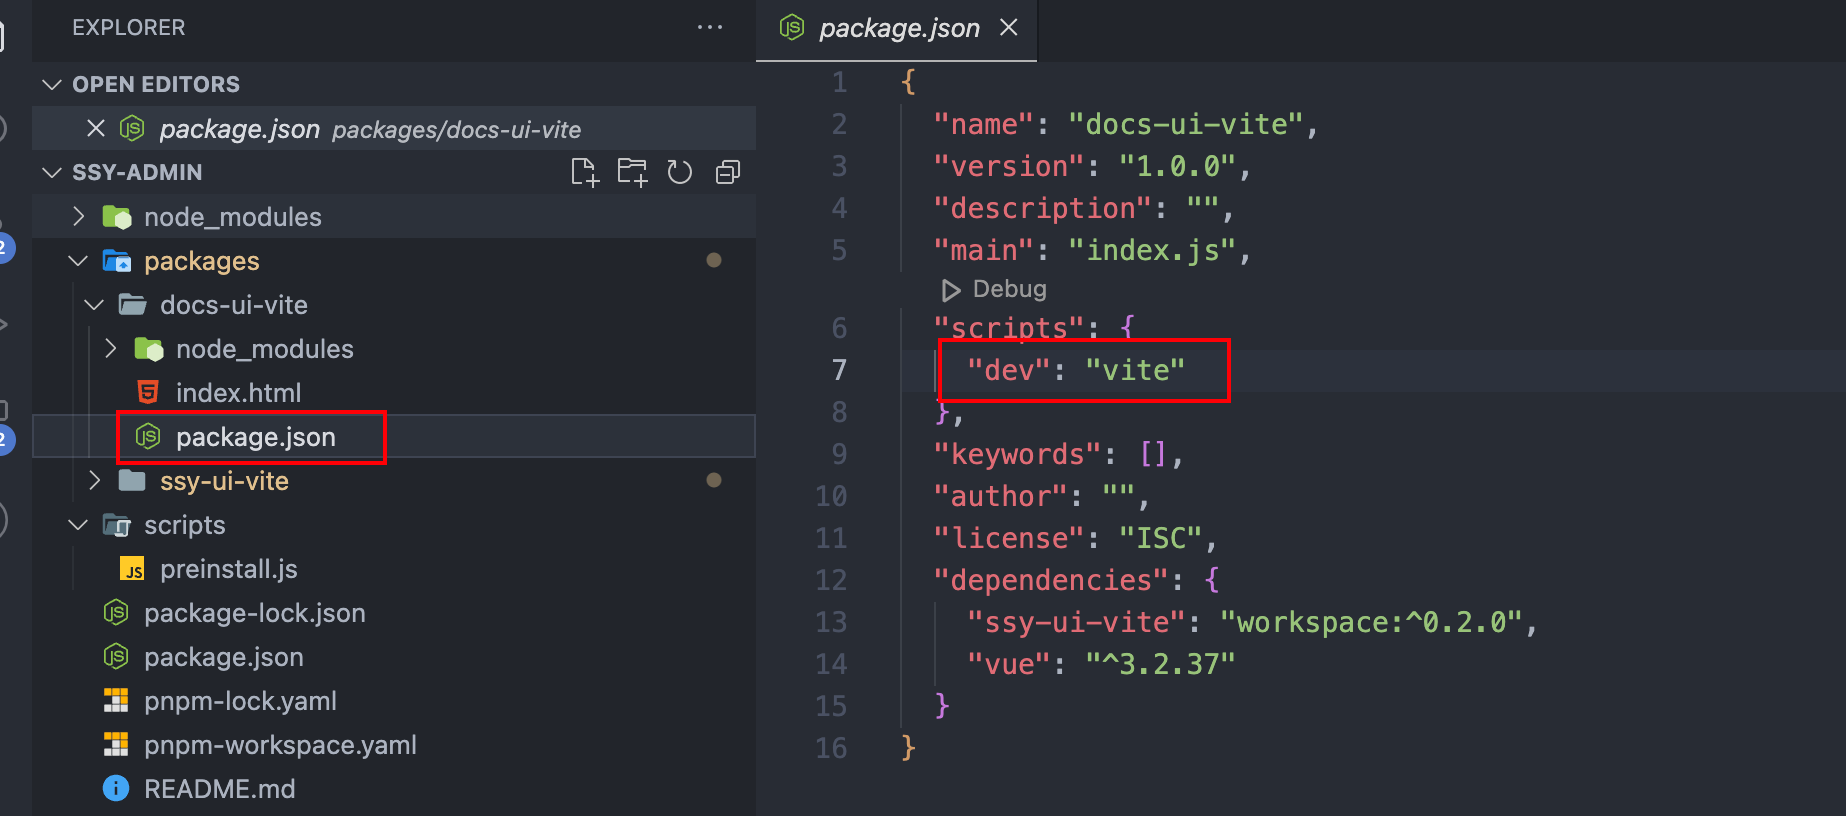 EXPLORER
OPEN EDITORS
package.json packages/docs-ui-vite
SSY-ADMIN
node_modules
packages
docs-ui-vite
node_modules
index.html
package.json
ssy-ui-vite
scripts
JS preinstall.js
package-lock.json
package.json
pnpm-lock.yaml
pnpm-workspace.yaml
README.md
2
2
package.json
1 {
2 "name": "docs-ui-vite",
3 "version": "1.0.0",
4 "description": "",
5 "main": "index.js",
Debug
6 "scripts": {
7 "dev": "vite"
8 },
9 "keywords": [],
10 "author": "",
11 "license": "ISC",
12 "dependencies": {
13 "ssy-ui-vite": "workspace:^0.2.0",
14 "vue": "^3.2.37"
15 }
16 }